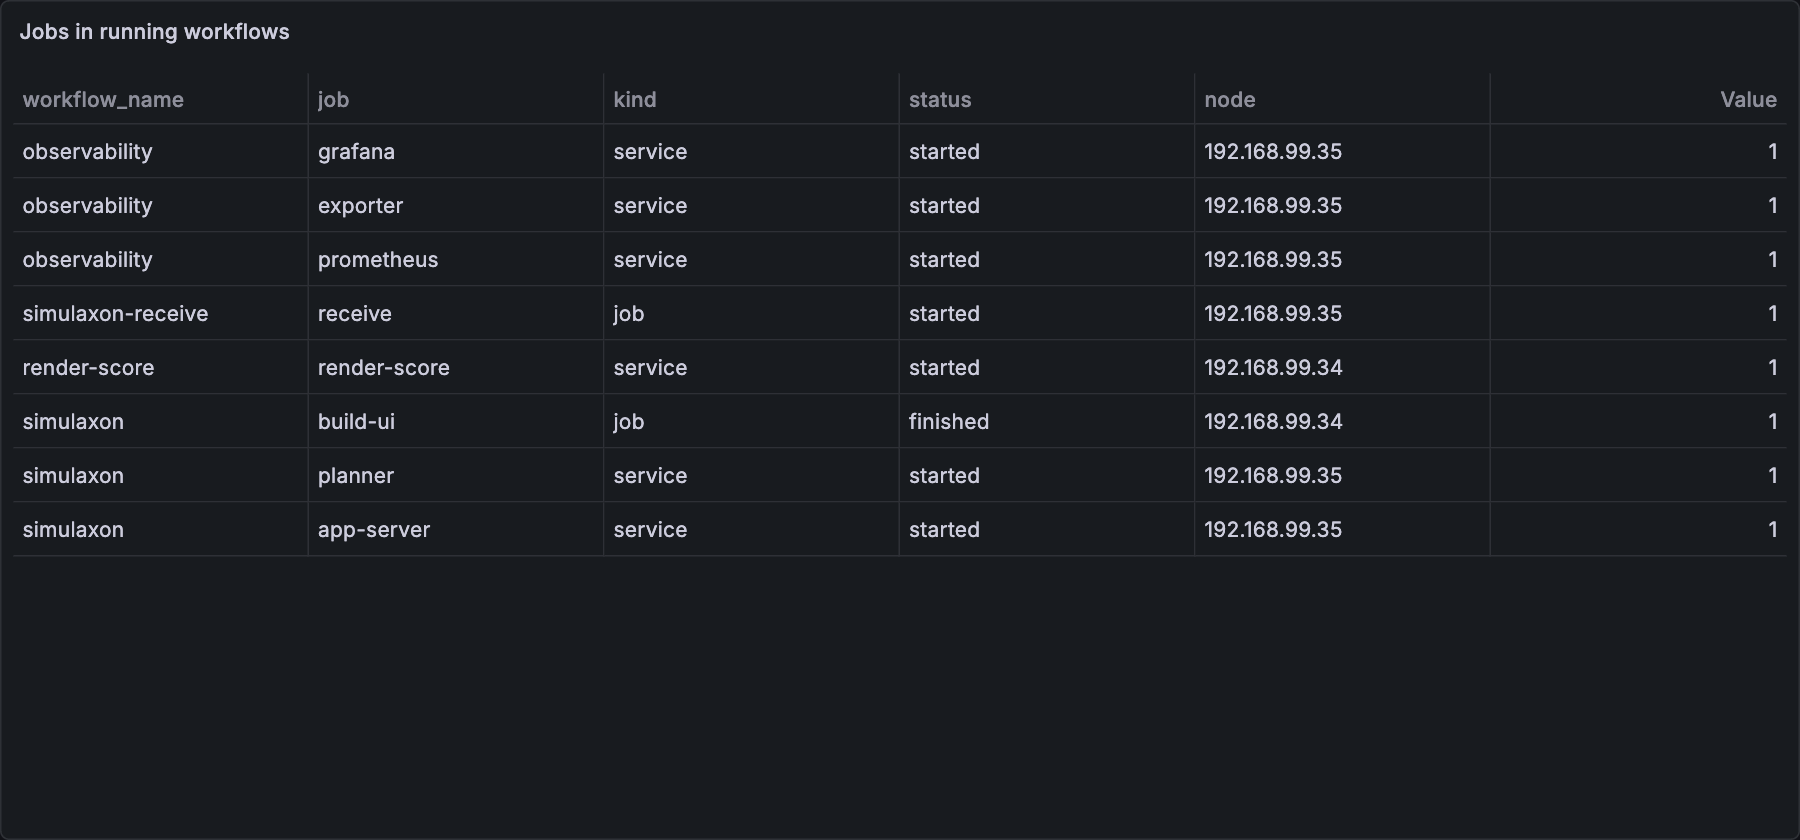 Jobs in running workflows
workflow_name job kind status node Value
observability grafana service started 192.168.99.35 1
observability exporter service started 192.168.99.35 1
observability prometheus service started 192.168.99.35 1
simulaxon-receive receive job started 192.168.99.35 1
render-score render-score service started 192.168.99.34 1
simulaxon build-ui job finished 192.168.99.34 1
simulaxon planner service started 192.168.99.35 1
simulaxon app-server service started 192.168.99.35 1